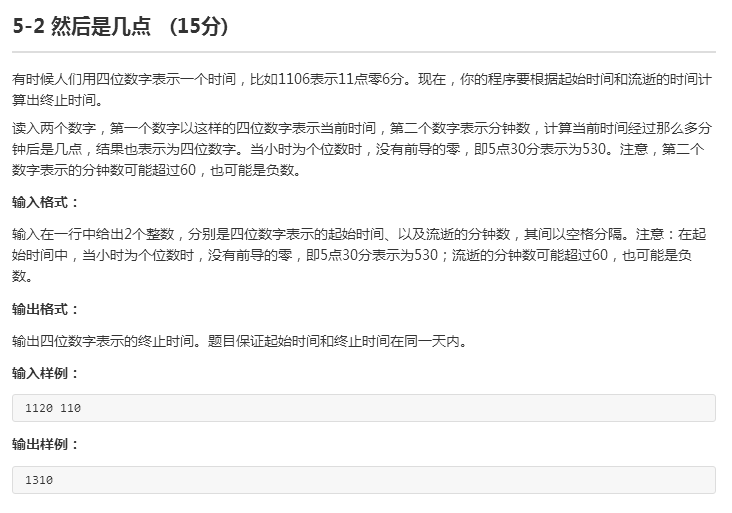 5-2 然后是几点 (15分)
有时候人们用四位数字表示一个时间，比如1106表示11点零6分。现在，你的程序要根据起始时间和流逝的时间计
算出终止时间。
读入两个数字，第一个数字以这样的四位数字表示当前时间，第二个数字表示分钟数，计算当前时间经过那么多分
钟后是几点，结果也表示为四位数字。当小时为个位数时，没有前导的零，即5点30分表示为530。注意，第二个
数字表示的分钟数可能超过60，也可能是负数。
输入格式：
输入在一行中给出2个整数，分别是四位数字表示的起始时间、以及流逝的分钟数，其间以空格分隔。注意：在起
始时间中，当小时为个位数时，没有前导的零，即5点30分表示为530；流逝的分钟数可能超过60，也可能是负
数。
输出格式：
输出四位数字表示的终止时间。题目保证起始时间和终止时间在同一天内。
输入样例：
1120 110
输出样例：
1310